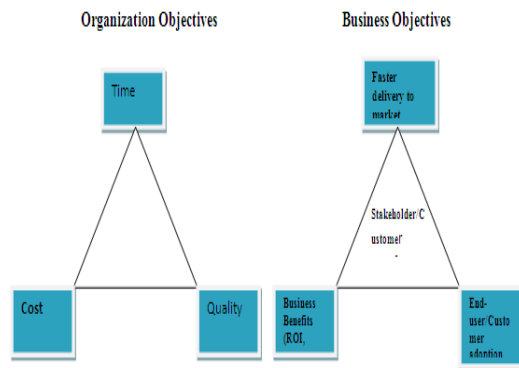 Organization Objectives
Business Objectives
Time
Faster
delivery to
market
Stakeholder/C
ustomer
Cost
Quality
Business
Benefits
(ROI,
End-
user/Custo
mer
adoption